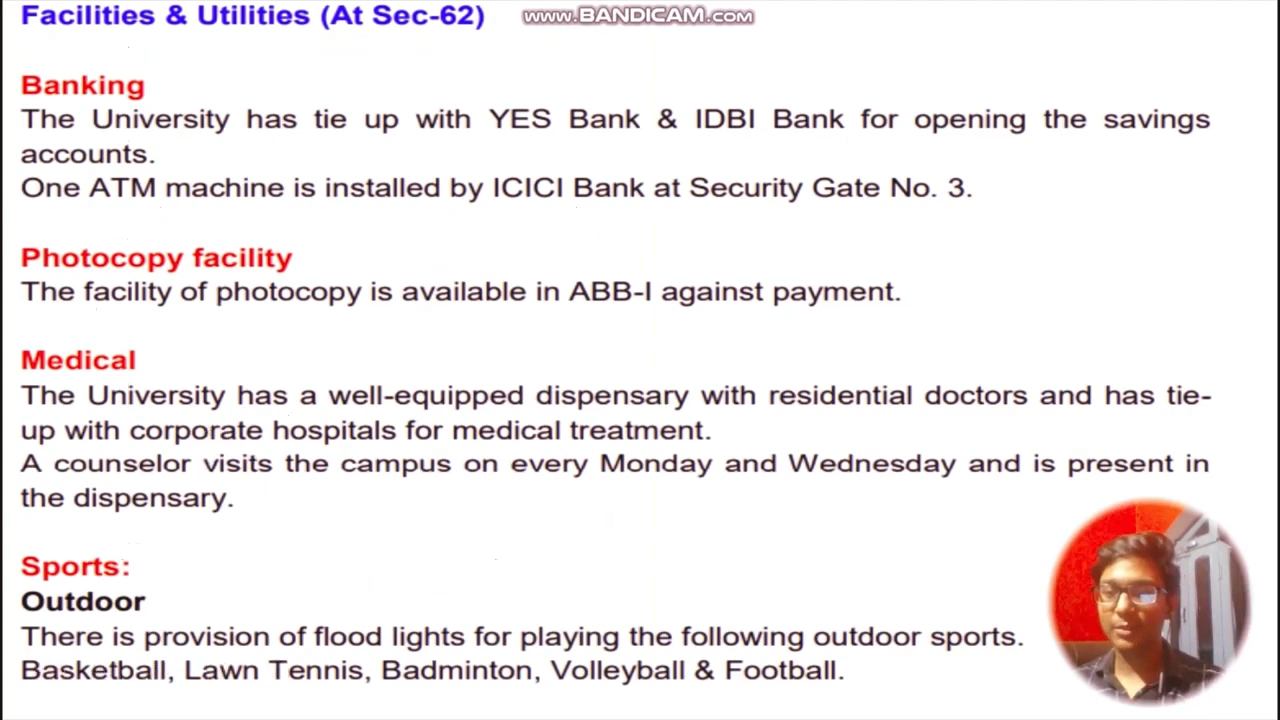 Facilities & Utilities (At Sec-62)
www.BANDICAM.com
Banking
The University has tie up with YES Bank & IDBI Bank for opening the savings
accounts.
One ATM machine is installed by ICICI Bank at Security Gate No. 3.
Photocopy facility
The facility of photocopy is available in ABB-I against payment.
Medical
The University has a well-equipped dispensary with residential doctors and has tie-
up with corporate hospitals for medical treatment.
A counselor visits the campus on every Monday and Wednesday and is present in
the dispensary.
Sports:
Outdoor
There is provision of flood lights for playing the following outdoor sports.
Basketball, Lawn Tennis, Badminton, Volleyball & Football.